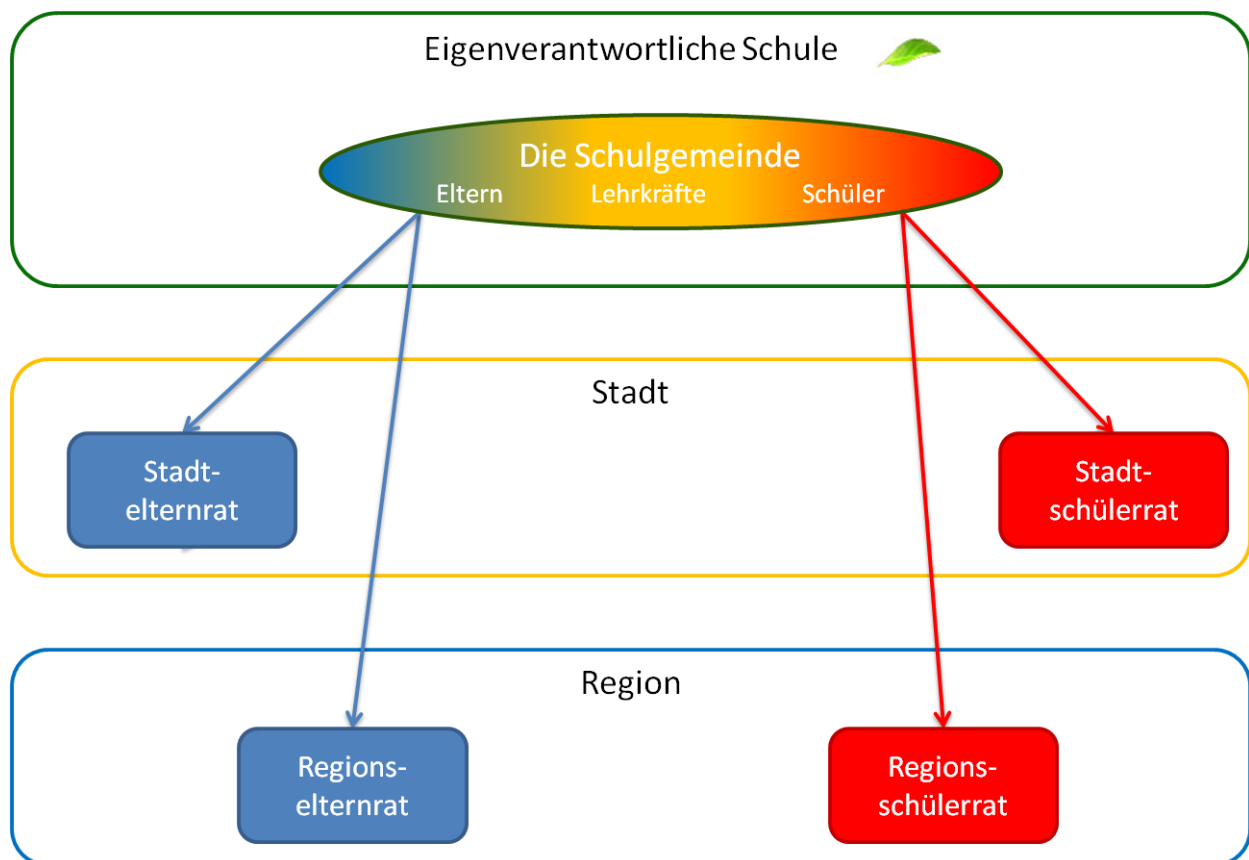 Eigenverantwortliche Schule
Die Schulgemeinde
Eltern Lehrkräfte Schüler
Stadt
Stadt-
elternrat
Stadt-
schülerrat
Region
Regions-
elternrat
Regions-
schülerrat